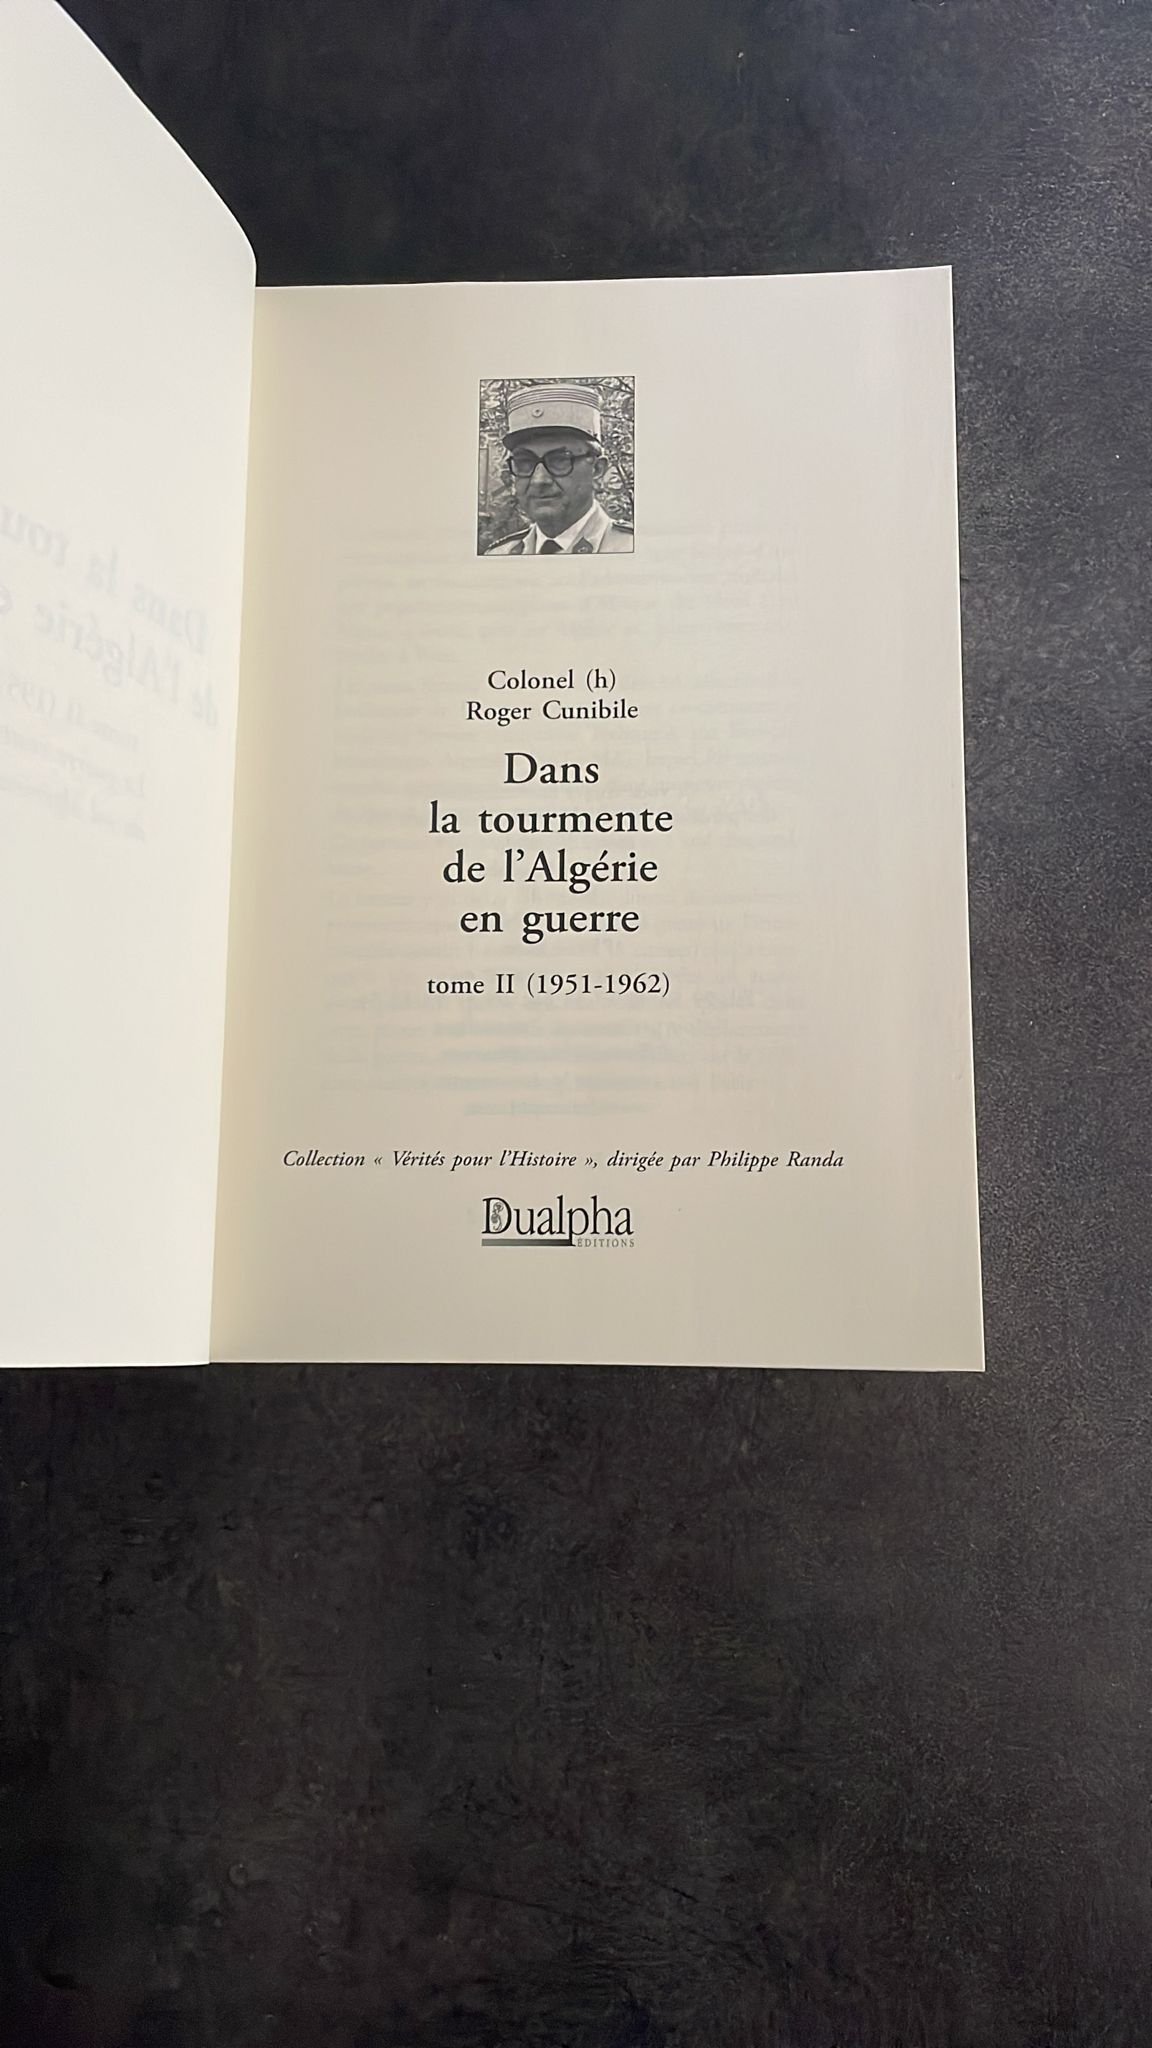 Colonel (h)
Roger Cunibile
Dans
la tourmente
de l'Algérie
en guerre
tome II (1951-1962)
Collection « Vérités pour l'Histoire », dirigée par Philippe Randa
Dualpha
ÉDITIONS